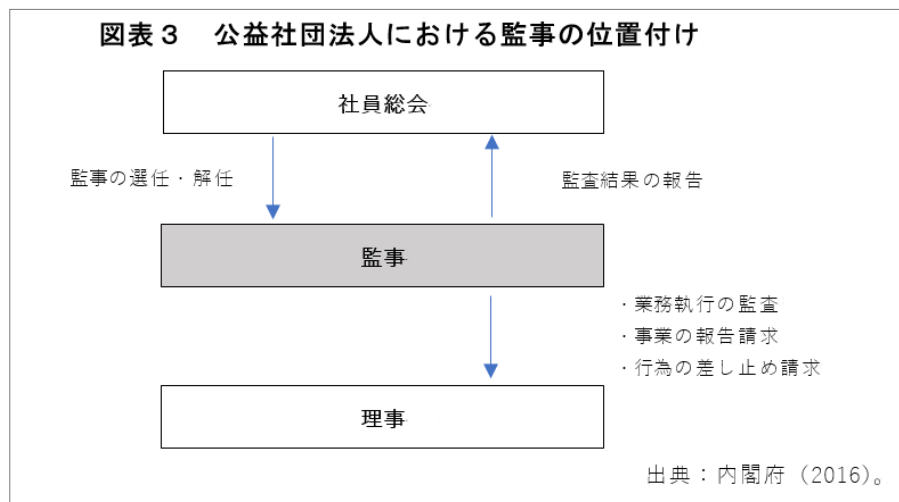 図表３　公益社団法人における監事の位置付け
社員総会
監事の選任・解任
監査結果の報告
監事
・業務執行の監査
・事業の報告請求
・行為の差し止め請求
理事
出典：内閣府（2016）。